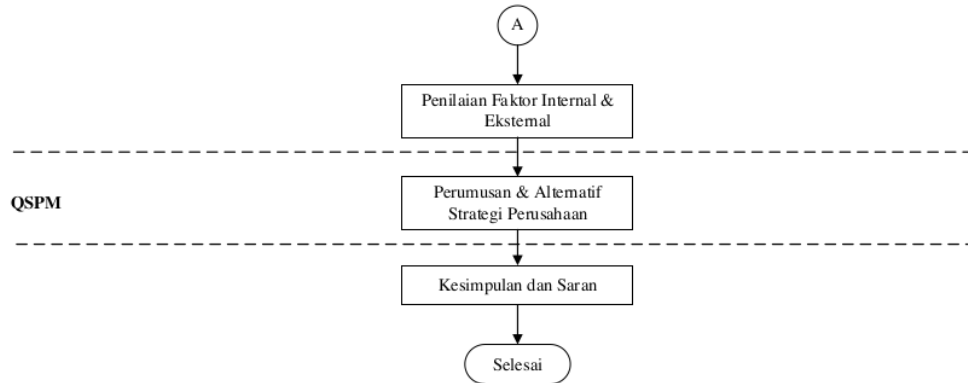 A
Penilaian Faktor Internal &
Eksternal
QSPM
Perumusan & Alternatif
Strategi Perusahaan
Kesimpulan dan Saran
Selesai